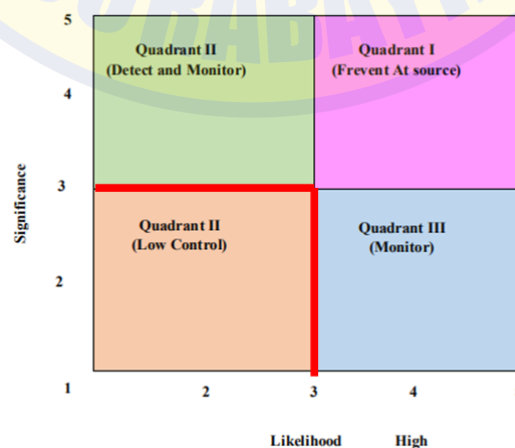 5
Quadrant II
(Detect and Monitor)
Quadrant I
(Frevent At source)
4
3
Significance
Quadrant II
(Low Control)
Quadrant III
(Monitor)
2
1
2
3
4
Likelihood
High